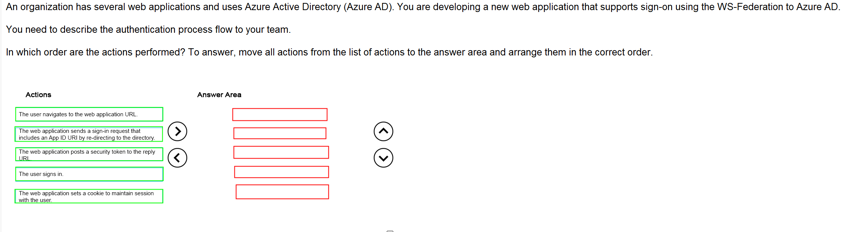 An organization has several web applications and uses Azure Active Directory (Azure AD). You are developing a new web application that supports sign-on using the WS-Federation to Azure AD.
You need to describe the authentication process flow to your team.
In which order are the actions performed? To answer, move all actions from the list of actions to the answer area and arrange them in the correct order.
Actions
Answer Area
The user navigates to the web application URL.
The web application sends a sign-in request that
includes an App ID URI by re-directing to the directory.
The web application posts a security token to the reply
URL.
The user signs in.
The web application sets a cookie to maintain session
with the user.